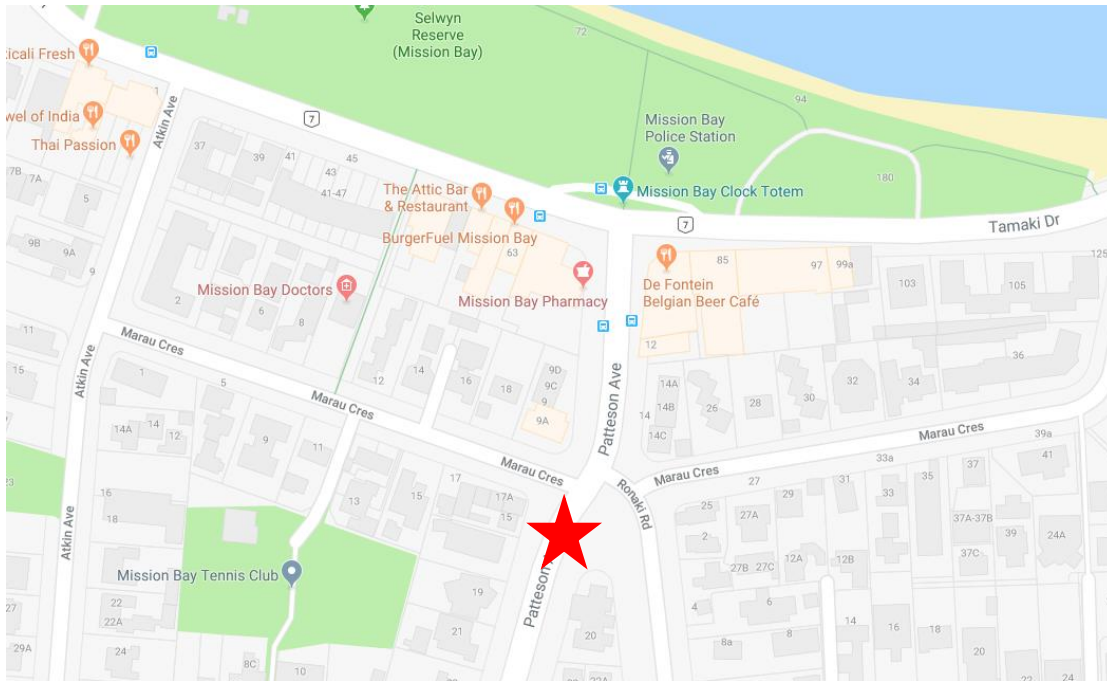 Selwyn
Reserve
(Mission Bay)
72
icali Fresh
7
94
1
wel of India
Atkin Ave
Mission Bay
Police Station
Thai Passion
37
39
41
45
43
41-47
180
7B
7A
5
The Attic Bar
& Restaurant
Mission Bay Clock Totem
7
Tamaki Dr
BurgerFuel Mission Bay
63
9B
9A
9
85
97
99a
125
De Fontein
Belgian Beer Café
103
105
Mission Bay Doctors
Mission Bay Pharmacy
2
6
8
11
Marau Cres
12
36
15
Atkin Ave
1
5
12
14
16
18
9D
9C
9
9A
Patteson Ave
14A
14
14B
14C
26
28
30
32
34
Marau Cres
14A
14
12
9
11
Marau Cres
Marau Cres
39a
33a
41
23
17
Marau Cres
27
35
37
16
18
13
15
17A
15
Ronaki Rd
25
27A
29
31
33
37A-37B
39
24A
2
Atkin Ave
Mission Bay Tennis Club
Patteson
27B
27C
12A
12B
37C
27
22
22A
19
4
6
14
16
18
29A
24
21
20
8a
8
8C
10
20
22
24